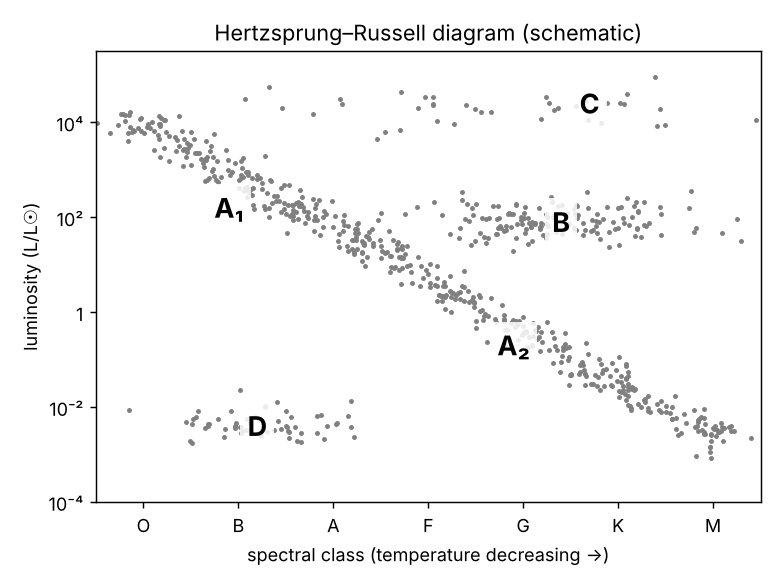 Hertzsprung–Russell diagram (schematic)
luminosity (L/L☉)
10⁴
10²
1
10⁻²
10⁻⁴
C
A₁
B
A₂
D
O B A F G K M
spectral class (temperature decreasing →)